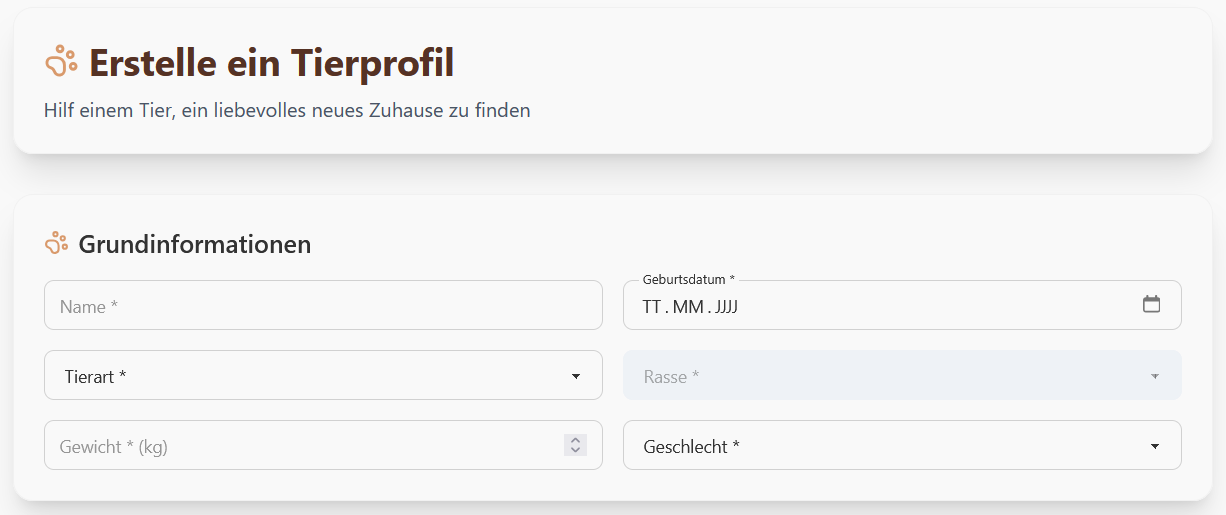 Erstelle ein Tierprofil
Hilf einem Tier, ein liebevolles neues Zuhause zu finden
Grundinformationen
Name *
Geburtsdatum *
TT . MM . JJJJ
Tierart *
Rasse *
Gewicht * (kg)
Geschlecht *